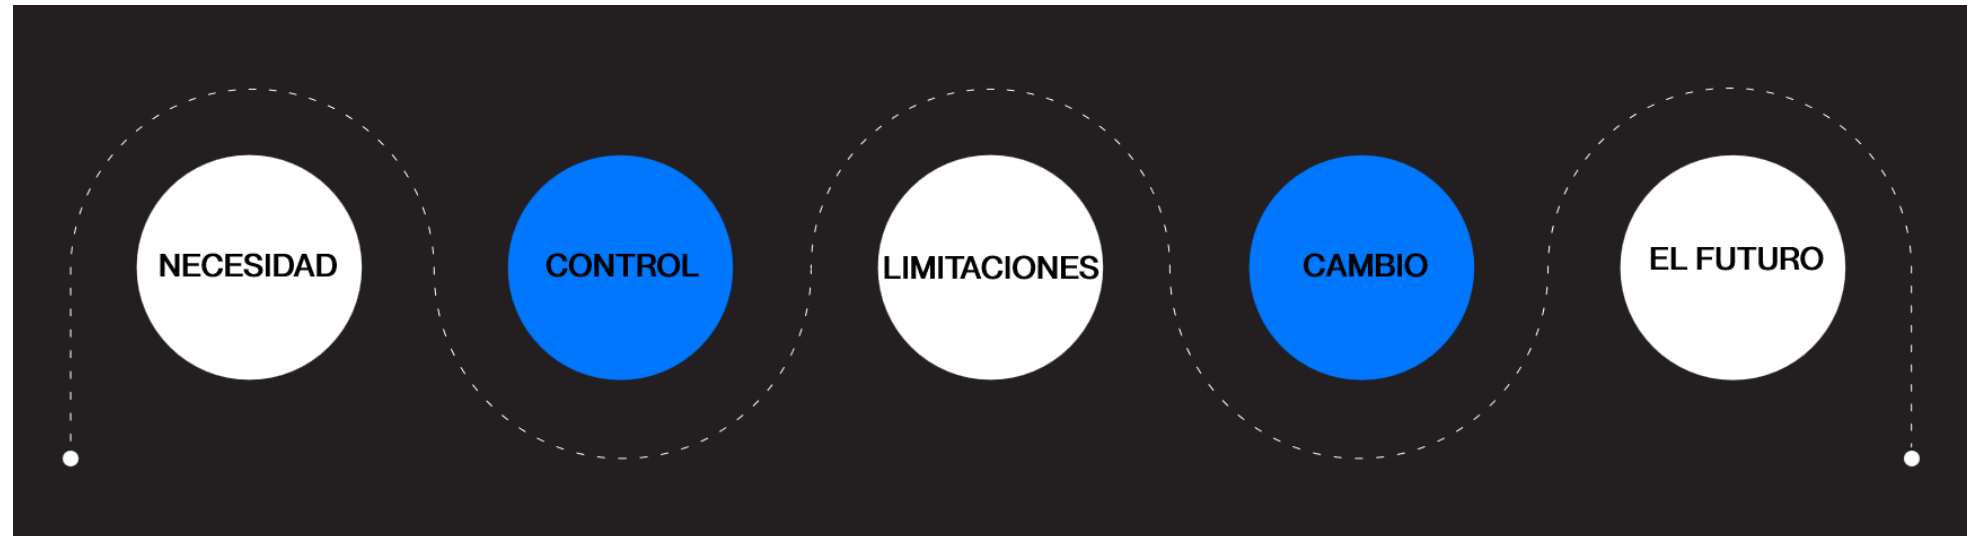 NECESIDAD
CONTROL
LIMITACIONES
CAMBIO
EL FUTURO